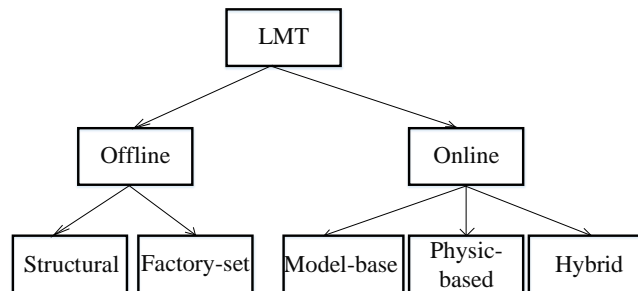 LMT
Offline
Online
Structural
Factory-set
Model-base
Physic-
based
Hybrid